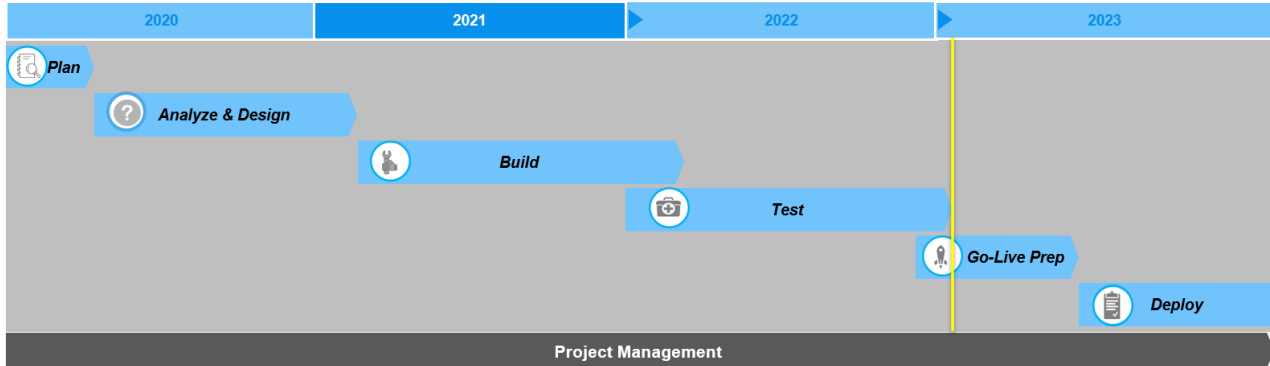 2020 2021 2022 2023
Plan
Analyze & Design
Build
Test
Go-Live Prep
Deploy
Project Management